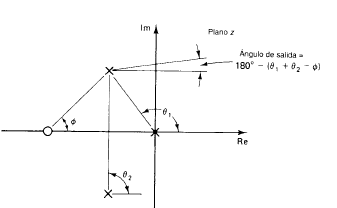 Im
Plano z
Ángulo de salida =
180° − (θ₁ + θ₂ − ϕ)
θ₁
ϕ
Re
θ₂